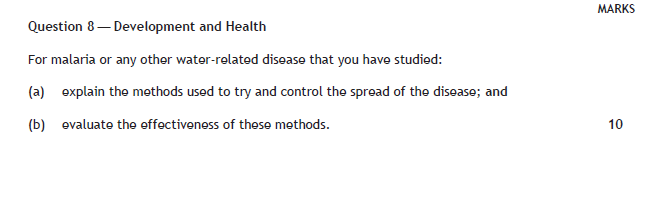 MARKS
Question 8 — Development and Health
For malaria or any other water-related disease that you have studied:
(a) explain the methods used to try and control the spread of the disease; and
(b) evaluate the effectiveness of these methods. 10